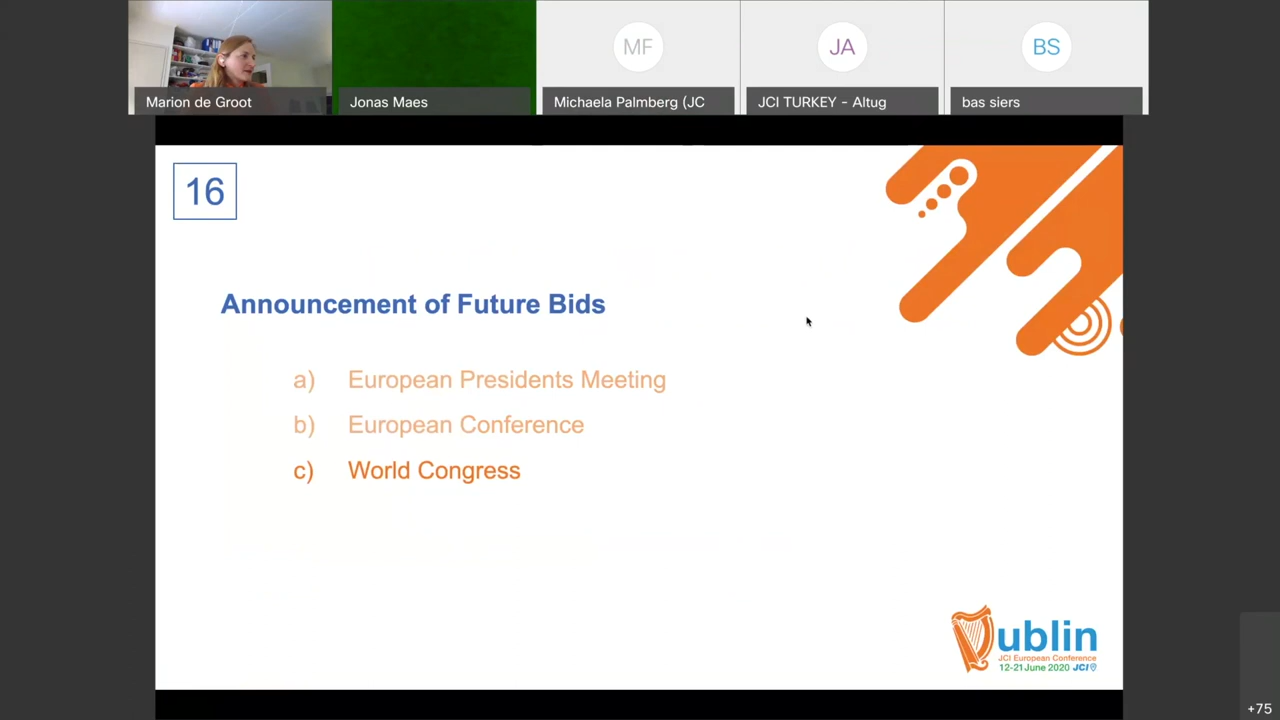 MF
JA
BS
Marion de Groot
Jonas Maes
Michaela Palmberg (JC
JCI TURKEY - Altug
bas siers
16
Announcement of Future Bids
a) European Presidents Meeting
b) European Conference
c) World Congress
Dublin
JCI European Conference
12-21 June 2020 JCI
+75